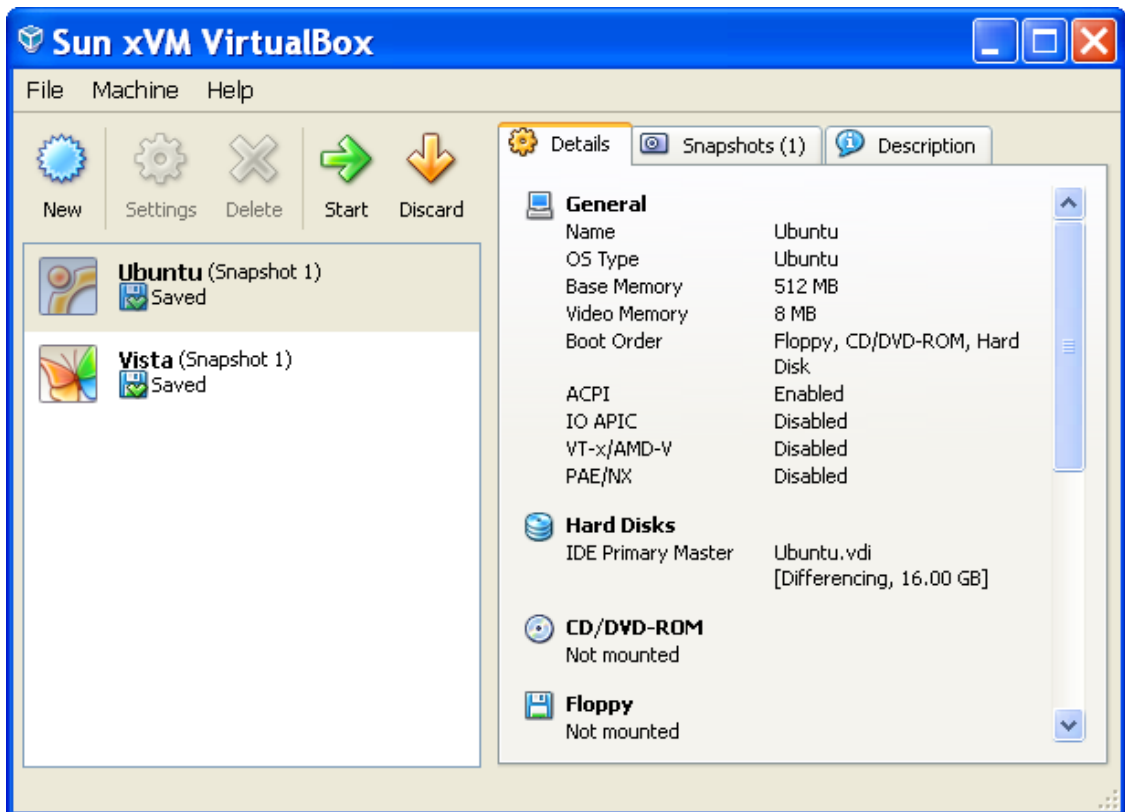 Sun xVM VirtualBox
File Machine Help
New Settings Delete Start Discard
Details Snapshots (1) Description
Ubuntu (Snapshot 1)
Saved
Vista (Snapshot 1)
Saved
General
Name Ubuntu
OS Type Ubuntu
Base Memory 512 MB
Video Memory 8 MB
Boot Order Floppy, CD/DVD-ROM, Hard
Disk
ACPI Enabled
IO APIC Disabled
VT-x/AMD-V Disabled
PAE/NX Disabled
Hard Disks
IDE Primary Master Ubuntu.vdi
[Differencing, 16.00 GB]
CD/DVD-ROM
Not mounted
Floppy
Not mounted